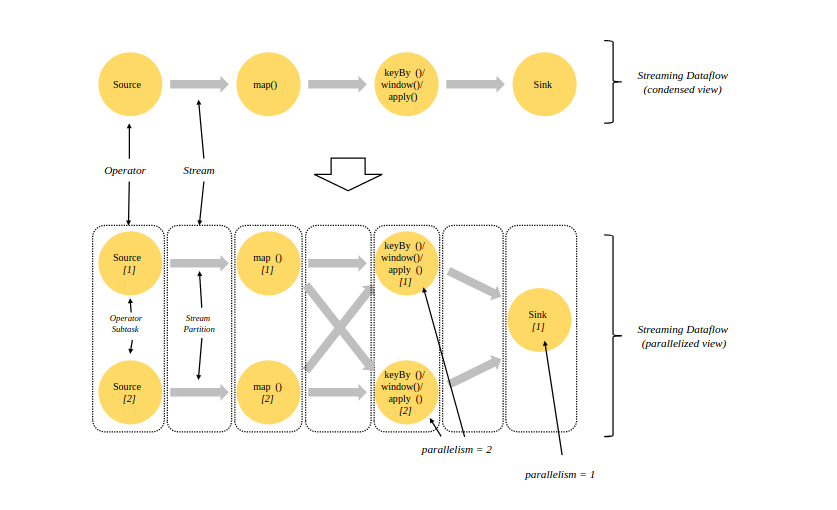 Source
map()
keyBy ()/
window()/
apply()
Sink
Streaming Dataflow
(condensed view)
Operator
Stream
Source
[1]
map ()
[1]
keyBy ()/
window()/
apply ()
[1]
Operator
Subtask
Stream
Partition
Sink
[1]
Streaming Dataflow
(parallelized view)
Source
[2]
map ()
[2]
keyBy ()/
window()/
apply ()
[2]
parallelism = 2
parallelism = 1